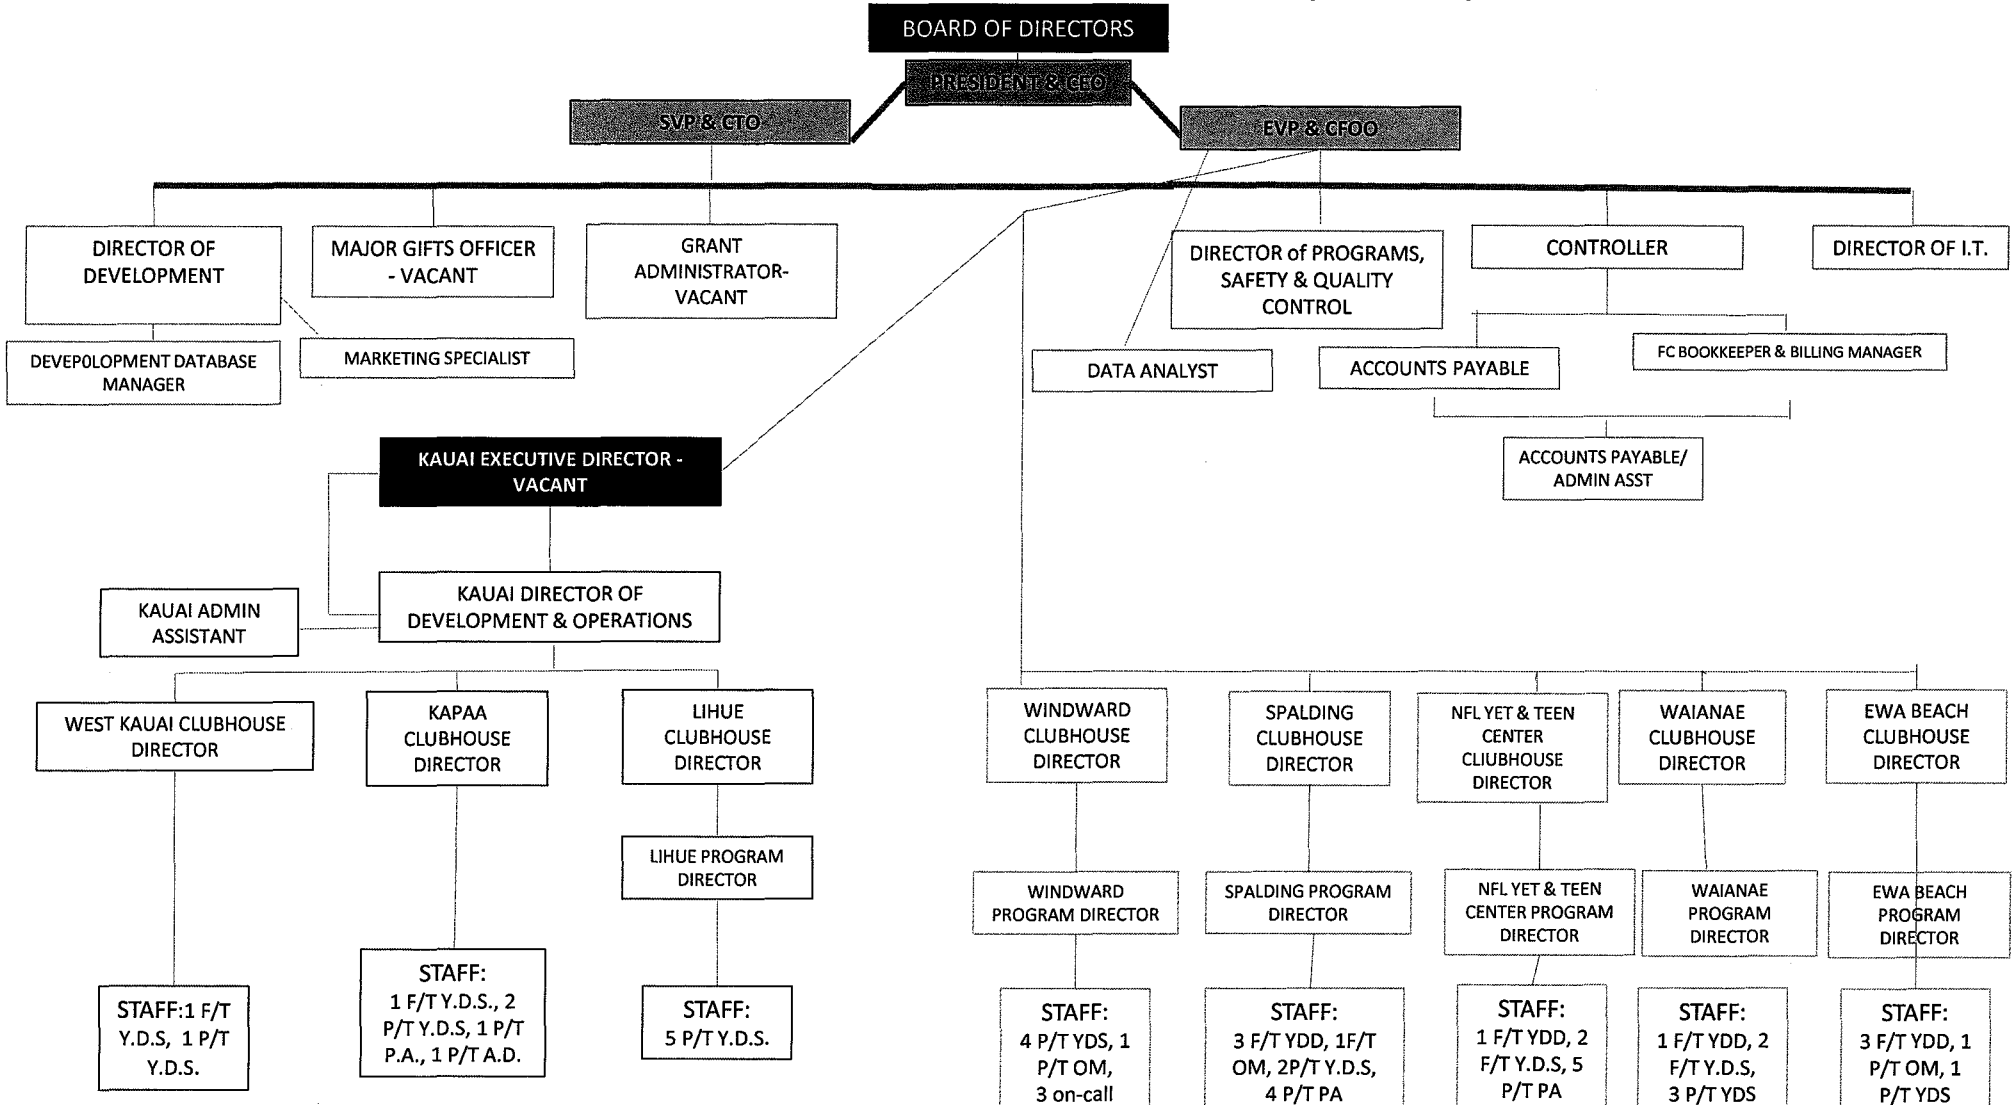 BOARD OF DIRECTORS
PRESIDENT & CEO
SVP & CTO
EVP & CFOO
DIRECTOR OF
DEVELOPMENT
MAJOR GIFTS OFFICER
- VACANT
GRANT
ADMINISTRATOR-
VACANT
DIRECTOR of PROGRAMS,
SAFETY & QUALITY
CONTROL
CONTROLLER
DIRECTOR OF I.T.
DEVEP0LOPMENT DATABASE
MANAGER
MARKETING SPECIALIST
DATA ANALYST
ACCOUNTS PAYABLE
FC BOOKKEEPER & BILLING MANAGER
ACCOUNTS PAYABLE/
ADMIN ASST
KAUAI EXECUTIVE DIRECTOR -
VACANT
KAUAI DIRECTOR OF
DEVELOPMENT & OPERATIONS
KAUAI ADMIN
ASSISTANT
WEST KAUAI CLUBHOUSE
DIRECTOR
KAPAA
CLUBHOUSE
DIRECTOR
LIHUE
CLUBHOUSE
DIRECTOR
WINDWARD
CLUBHOUSE
DIRECTOR
SPALDING
CLUBHOUSE
DIRECTOR
NFL YET & TEEN
CENTER
CLIUBHOUSE
DIRECTOR
WAIANAE
CLUBHOUSE
DIRECTOR
EWA BEACH
CLUBHOUSE
DIRECTOR
LIHUE PROGRAM
DIRECTOR
WINDWARD
PROGRAM DIRECTOR
SPALDING PROGRAM
DIRECTOR
NFL YET & TEEN
CENTER PROGRAM
DIRECTOR
WAIANAE
PROGRAM
DIRECTOR
EWA BEACH
PROGRAM
DIRECTOR
STAFF:1 F/T
Y.D.S, 1 P/T
Y.D.S.
STAFF:
1 F/T Y.D.S., 2
P/T Y.D.S, 1 P/T
P.A., 1 P/T A.D.
STAFF:
5 P/T Y.D.S.
STAFF:
4 P/T YDS, 1
P/T OM,
3 on-call
STAFF:
3 F/T YDD, 1F/T
OM, 2P/T Y.D.S,
4 P/T PA
STAFF:
1 F/T YDD, 2
F/T Y.D.S, 5
P/T PA
STAFF:
1 F/T YDD, 2
F/T Y.D.S,
3 P/T YDS
STAFF:
3 F/T YDD, 1
P/T OM, 1
P/T YDS